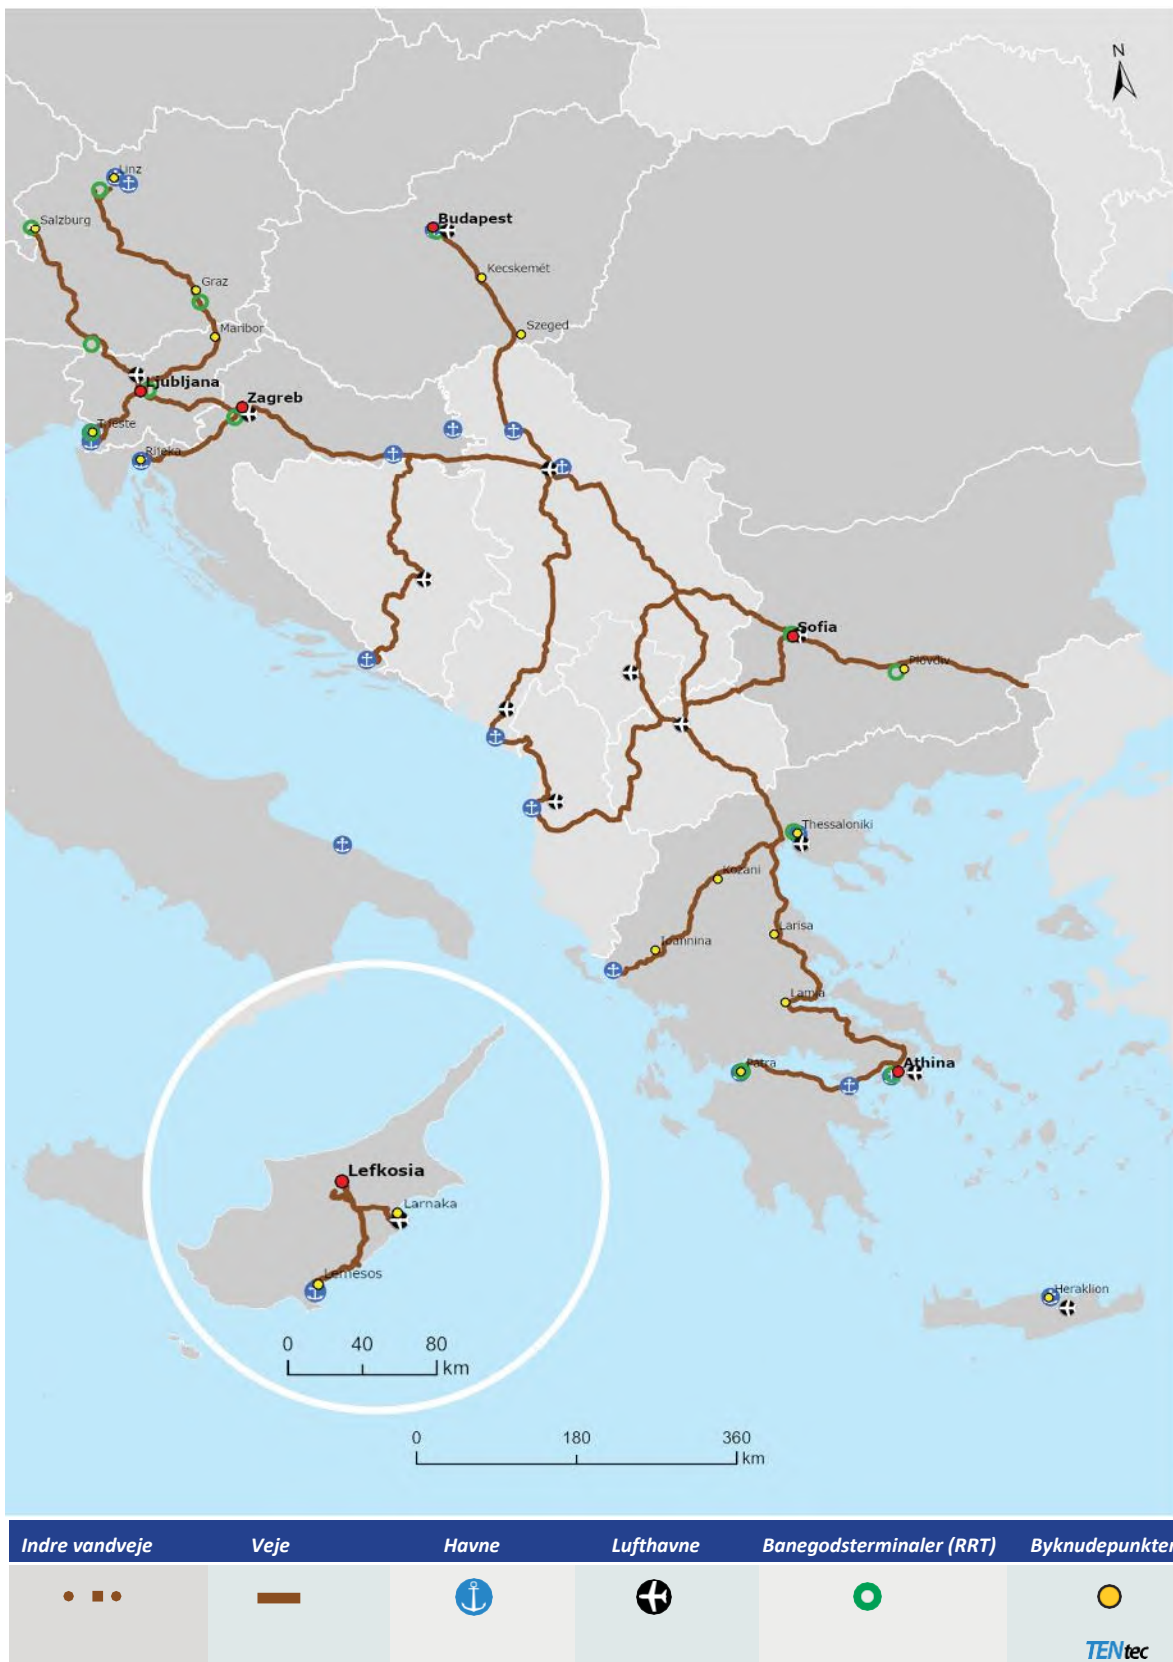 N
Linz
Salzburg
Budapest
Kecskemét
Graz
Szeged
Maribor
Ljubljana
Zagreb
Trieste
Rijeka
Sofia
Plovdiv
Thessaloniki
Kozani
Larisa
Ioannina
Lamia
Patra
Athina
Lefkosia
Larnaka
Lemesos
Heraklion
0 40 80
km
0 180 360
km
Indre vandveje Veje Havne Lufthavne Banegodsterminaler (RRT) Byknudepunkter
TENtec